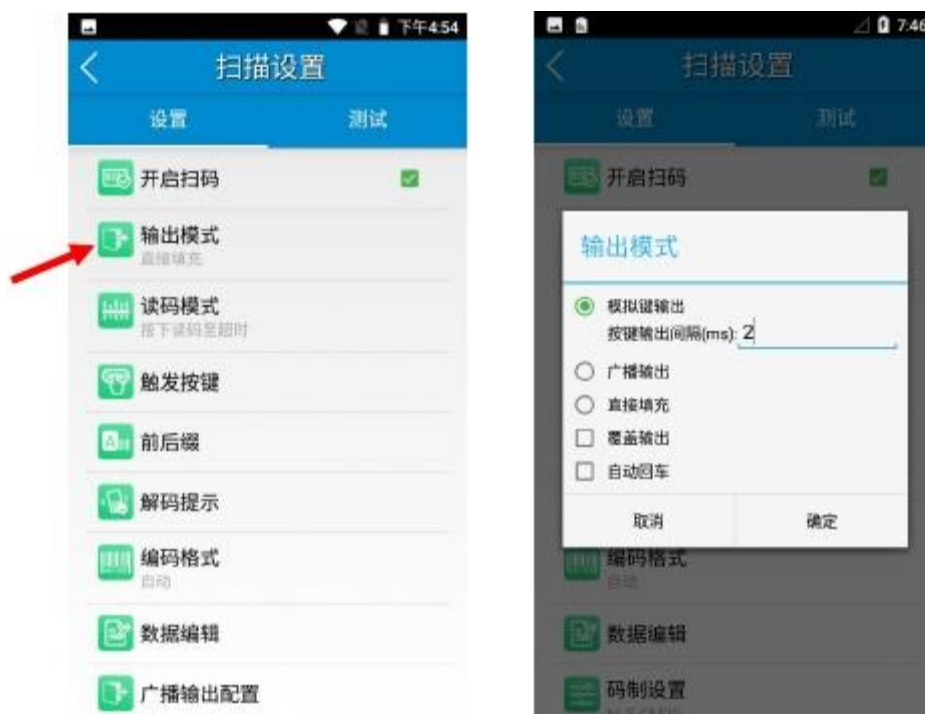 下午4:54
扫描设置
设置
测试
开启扫码
输出模式
直接填充
读码模式
按下读码至超时
触发按键
前后缀
解码提示
编码格式
自动
数据编辑
广播输出配置
7:46
扫描设置
设置
测试
开启扫码
输出模式
模拟键输出
按键输出间隔(ms): 2
广播输出
直接填充
覆盖输出
自动回车
取消
确定
编码格式
自动
数据编辑
码制设置